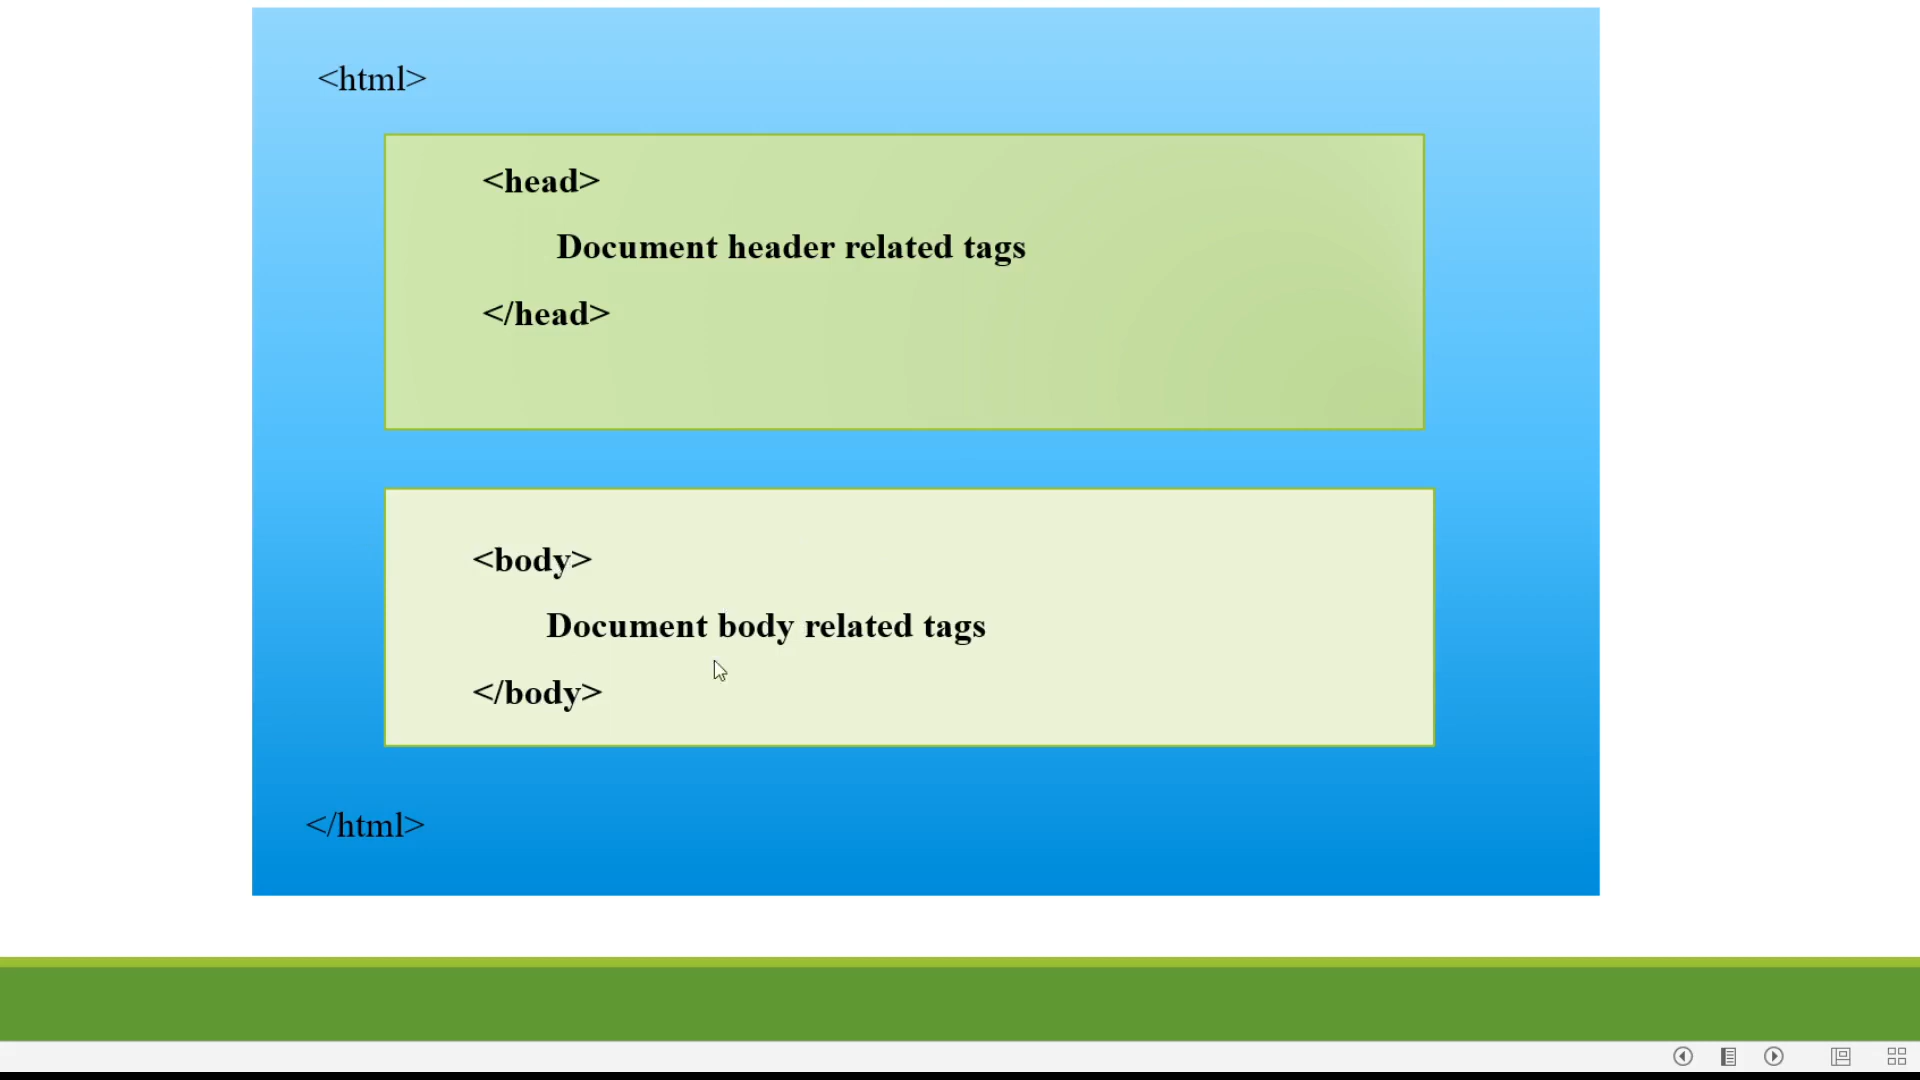 <html>
<head>
Document header related tags
</head>
<body>
Document body related tags
</body>
</html>